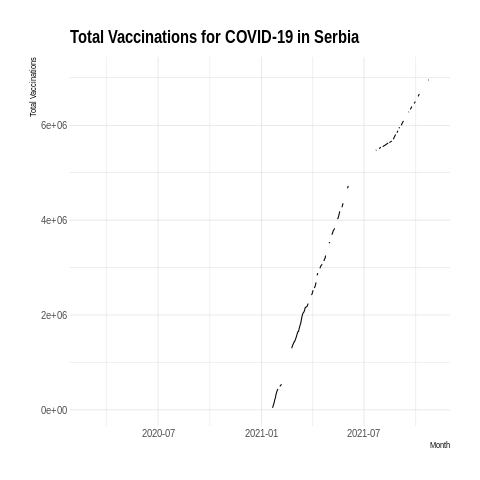 Total Vaccinations for COVID-19 in Serbia
Total Vaccinations
6e+06
4e+06
2e+06
0e+00
2020-07 2021-01 2021-07
Month